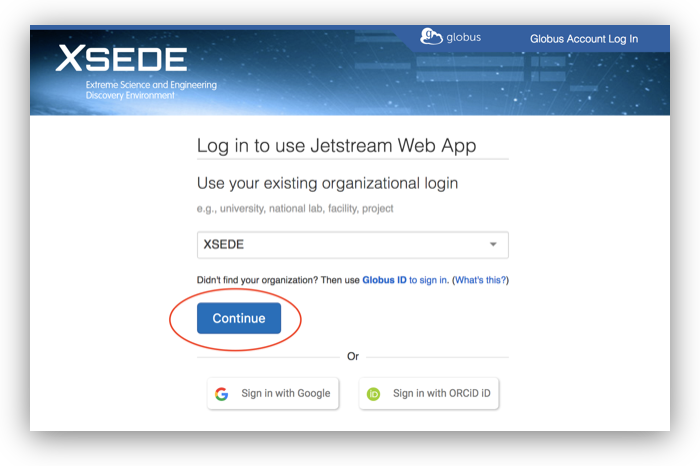 globus
Globus Account Log In
XSEDE
Extreme Science and Engineering
Discovery Environment
Log in to use Jetstream Web App
Use your existing organizational login
e.g., university, national lab, facility, project
XSEDE
Didn't find your organization? Then use Globus ID to sign in. (What's this?)
Continue
Or
G Sign in with Google
iD Sign in with ORCiD iD